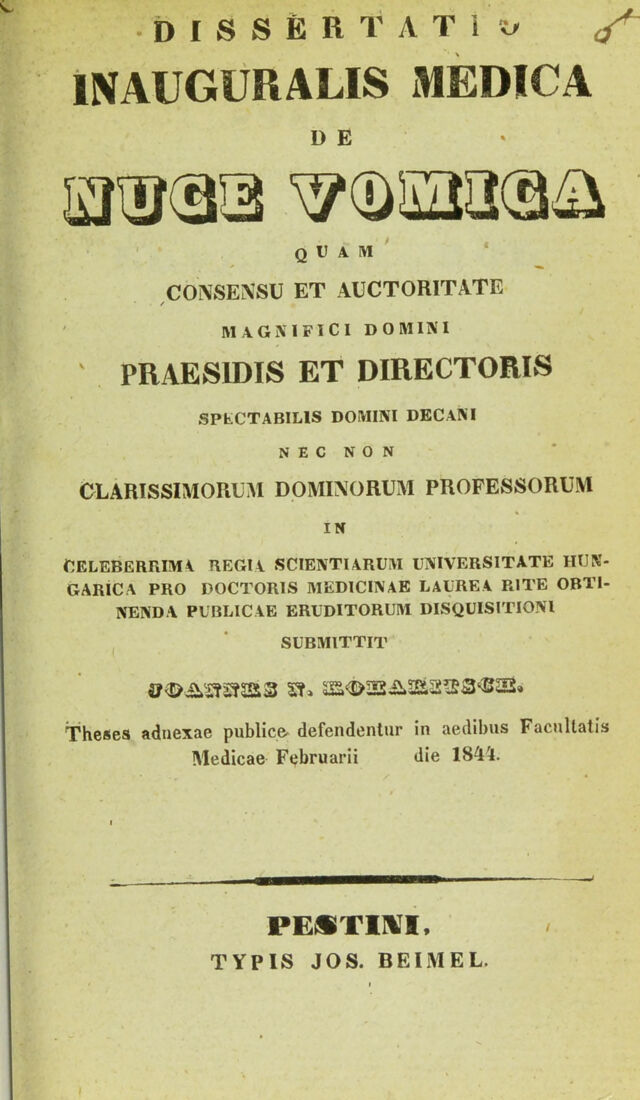 DISSERTATIO
INAUGURALIS MEDICA
DE
NUCE VOMICA
QUAM
CONSENSU ET AUCTORITATE
MAGNIFICI DOMINI
PRAESIDIS ET DIRECTORIS
SPECTABILIS DOMINI DECANI
NEC NON
CLARISSIMORUM DOMINORUM PROFESSORUM
IN
CELEBERRIMA REGIA SCIENTIARUM UNIVERSITATE HUN-
GARICA PRO DOCTORIS MEDICINAE LAUREA RITE OBTI-
NENDA PUBLICAE ERUDITORUM DISQUISITIONI
SUBMITTIT
JOANNES N.
Theses adnexae publice defendentur in aedibus Facultatis
Medicae Februarii die 1844.
PESTINI,
TYPIS JOS. BEIMEL.